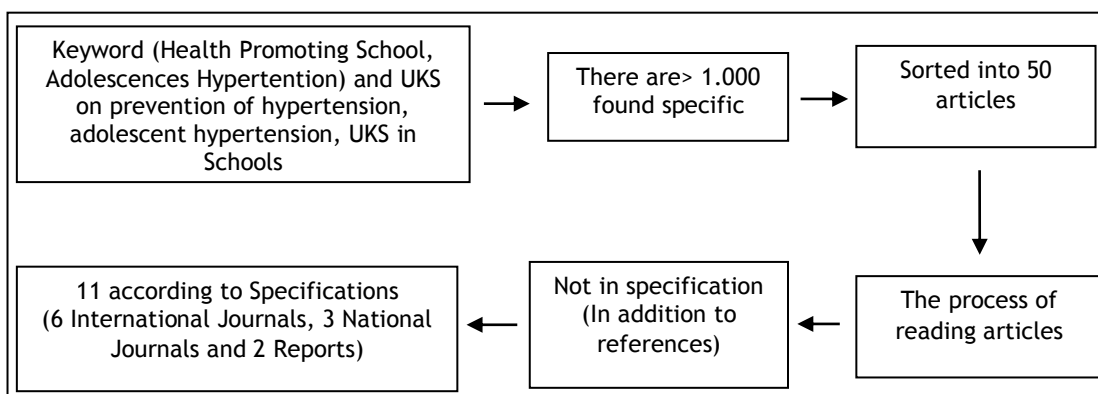 Keyword (Health Promoting School,
Adolescences Hypertention) and UKS
on prevention of hypertension,
adolescent hypertension, UKS in
Schools
There are> 1.000
found specific
Sorted into 50
articles
The process of
reading articles
Not in specification
(In addition to
references)
11 according to Specifications
(6 International Journals, 3 National
Journals and 2 Reports)